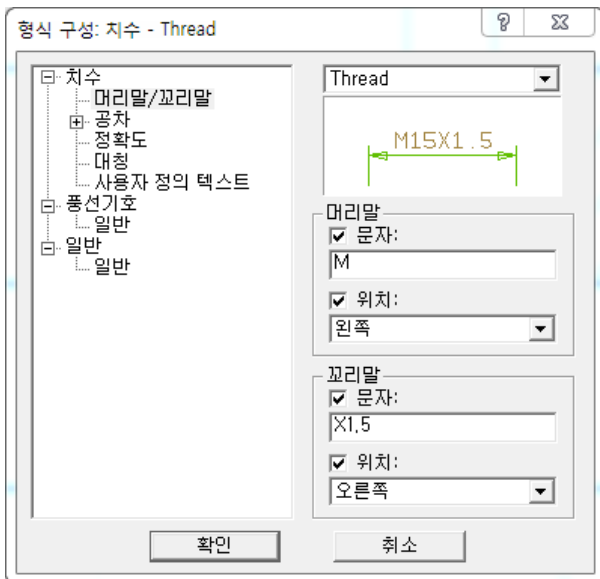 형식 구성: 치수 - Thread
치수
머리말/꼬리말
공차
정확도
대칭
사용자 정의 텍스트
풍선기호
일반
일반
일반
Thread
M15X1.5
머리말
문자:
M
위치:
왼쪽
꼬리말
문자:
X1.5
위치:
오른쪽
확인
취소